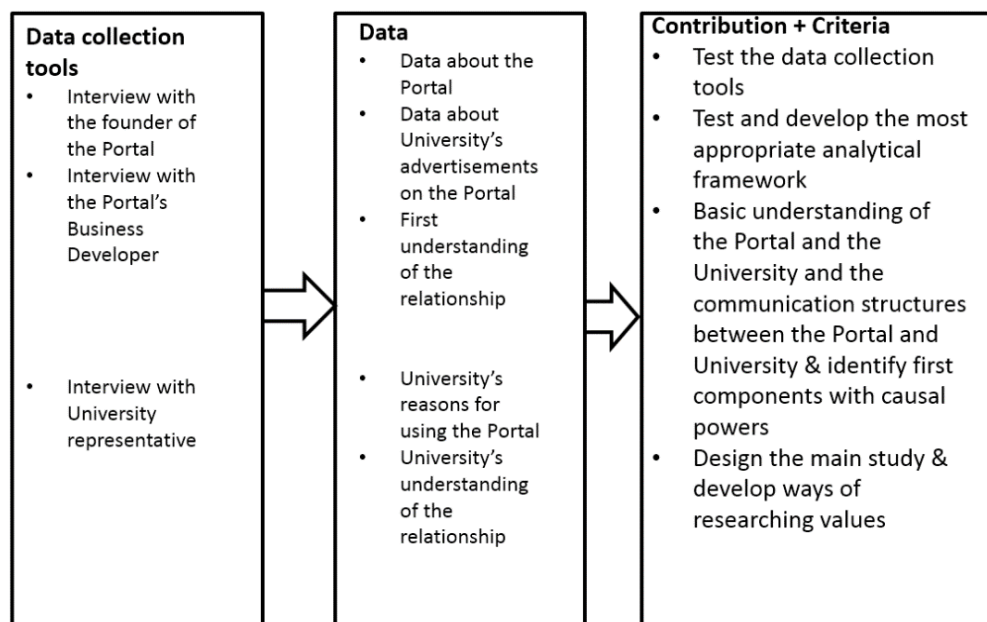 Data collection
tools
• Interview with
the founder of
the Portal
• Interview with
the Portal's
Business
Developer
• Interview with
University
representative
Data
• Data about the
Portal
• Data about
University's
advertisements
on the Portal
• First
understanding
of the
relationship
• University's
reasons for
using the Portal
• University's
understanding
of the
relationship
Contribution + Criteria
• Test the data collection
tools
• Test and develop the most
appropriate analytical
framework
• Basic understanding of
the Portal and the
University and the
communication structures
between the Portal and
University & identify first
components with causal
powers
• Design the main study &
develop ways of
researching values